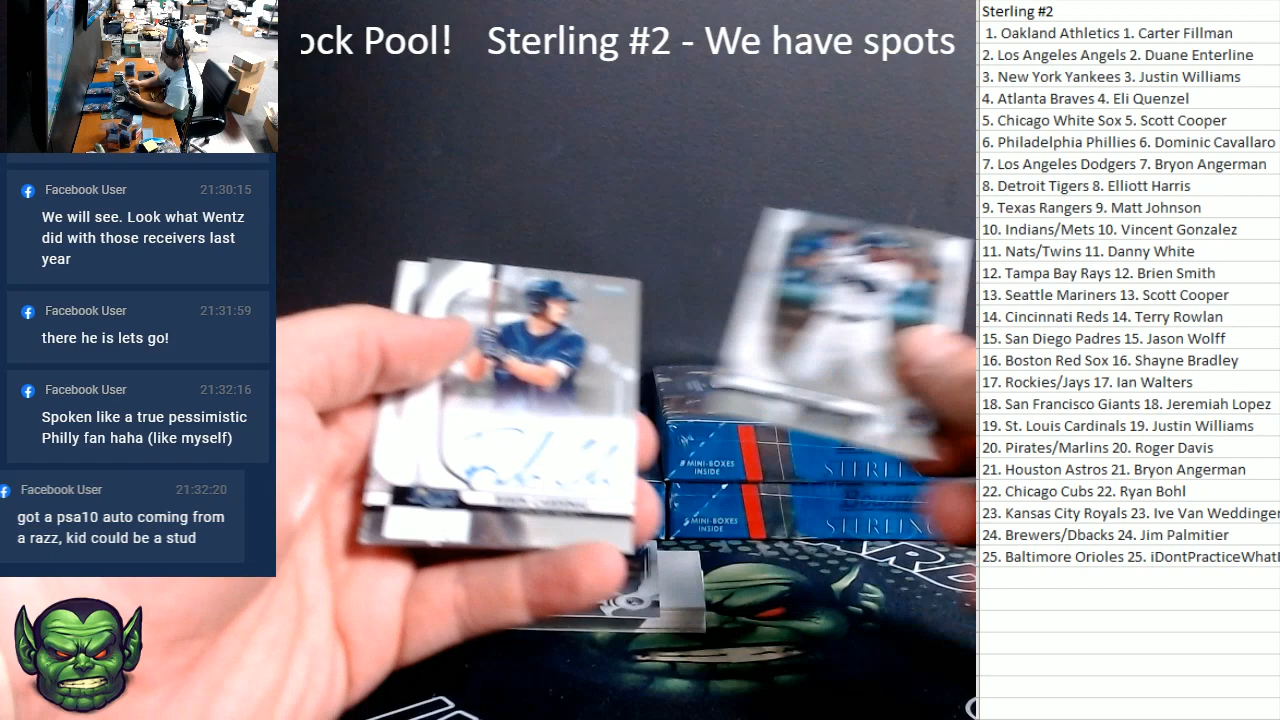 ock Pool! Sterling #2 - We have spots
Facebook User 21:30:15
We will see. Look what Wentz
did with those receivers last
year
Facebook User 21:31:59
there he is lets go!
Facebook User 21:32:16
Spoken like a true pessimistic
Philly fan haha (like myself)
Facebook User 21:32:20
got a psa10 auto coming from
a razz, kid could be a stud
MINI-BOXES
INSIDE
STERLING
MINI-BOXES
INSIDE
STERLING
Sterling #2
1. Oakland Athletics 1. Carter Fillman
2. Los Angeles Angels 2. Duane Enterline
3. New York Yankees 3. Justin Williams
4. Atlanta Braves 4. Eli Quenzel
5. Chicago White Sox 5. Scott Cooper
6. Philadelphia Phillies 6. Dominic Cavallaro
7. Los Angeles Dodgers 7. Bryon Angerman
8. Detroit Tigers 8. Elliott Harris
9. Texas Rangers 9. Matt Johnson
10. Indians/Mets 10. Vincent Gonzalez
11. Nats/Twins 11. Danny White
12. Tampa Bay Rays 12. Brien Smith
13. Seattle Mariners 13. Scott Cooper
14. Cincinnati Reds 14. Terry Rowlan
15. San Diego Padres 15. Jason Wolff
16. Boston Red Sox 16. Shayne Bradley
17. Rockies/Jays 17. Ian Walters
18. San Francisco Giants 18. Jeremiah Lopez
19. St. Louis Cardinals 19. Justin Williams
20. Pirates/Marlins 20. Roger Davis
21. Houston Astros 21. Bryon Angerman
22. Chicago Cubs 22. Ryan Bohl
23. Kansas City Royals 23. Ive Van Weddinger
24. Brewers/Dbacks 24. Jim Palmitier
25. Baltimore Orioles 25. iDontPracticeWhatI